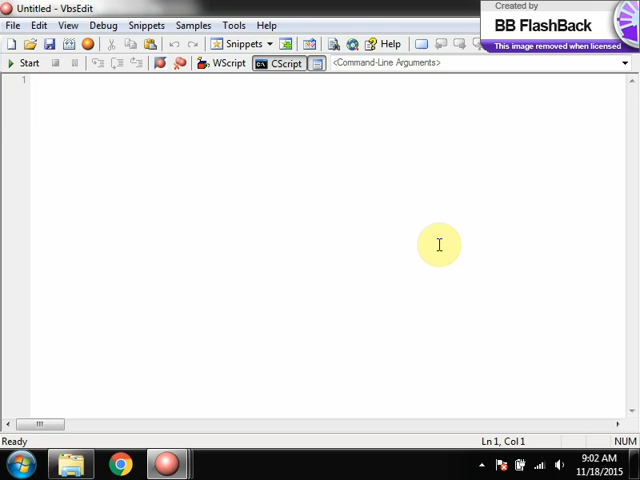 Untitled - VbsEdit
Created by
BB FlashBack
This image removed when licensed
File Edit View Debug Snippets Samples Tools Help
Snippets Help
Start WScript C:\ CScript <Command-Line Arguments>
1
Ready Ln 1, Col 1 NUM
9:02 AM
11/18/2015